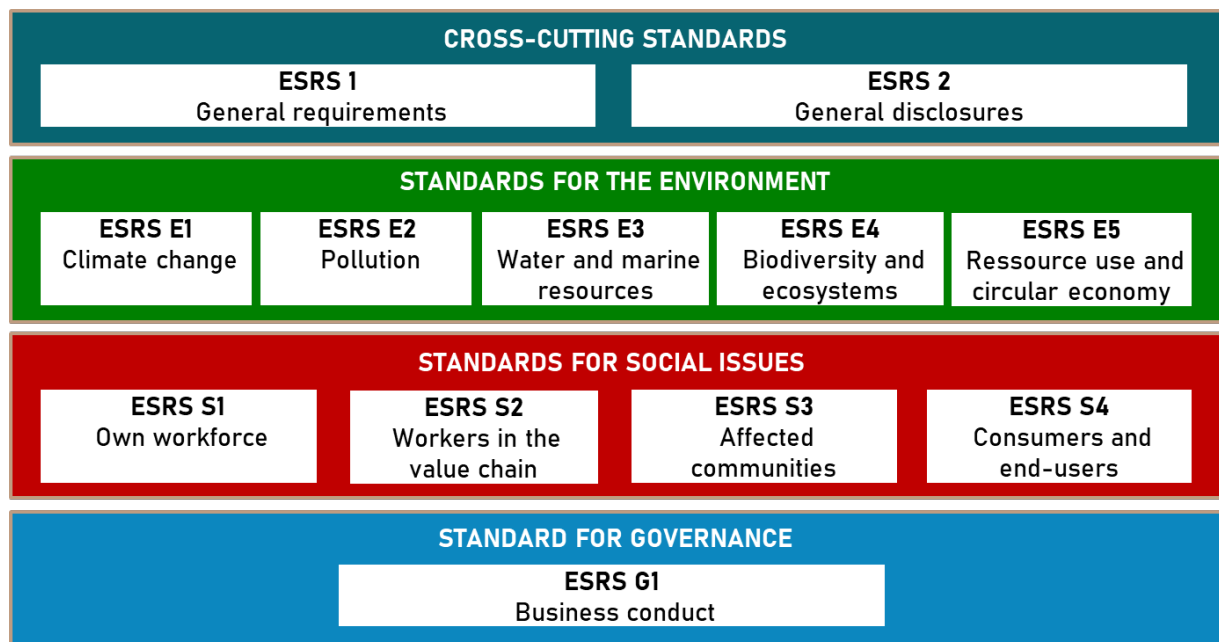 CROSS-CUTTING STANDARDS
ESRS 1
General requirements
ESRS 2
General disclosures
STANDARDS FOR THE ENVIRONMENT
ESRS E1
Climate change
ESRS E2
Pollution
ESRS E3
Water and marine
resources
ESRS E4
Biodiversity and
ecosystems
ESRS E5
Ressource use and
circular economy
STANDARDS FOR SOCIAL ISSUES
ESRS S1
Own workforce
ESRS S2
Workers in the
value chain
ESRS S3
Affected
communities
ESRS S4
Consumers and
end-users
STANDARD FOR GOVERNANCE
ESRS G1
Business conduct